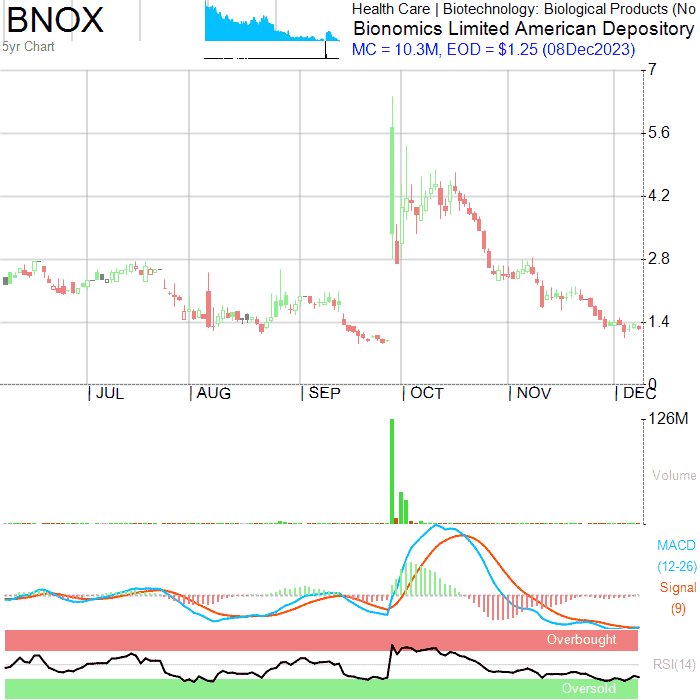 BNOX
5yr Chart
Health Care | Biotechnology: Biological Products (No
Bionomics Limited American Depository
MC = 10.3M, EOD = $1.25 (08Dec2023)
7
5.6
4.2
2.8
1.4
0
JUL AUG SEP OCT NOV DEC
126M
Volume
MACD
(12-26)
Signal
(9)
Overbought
RSI(14)
Oversold